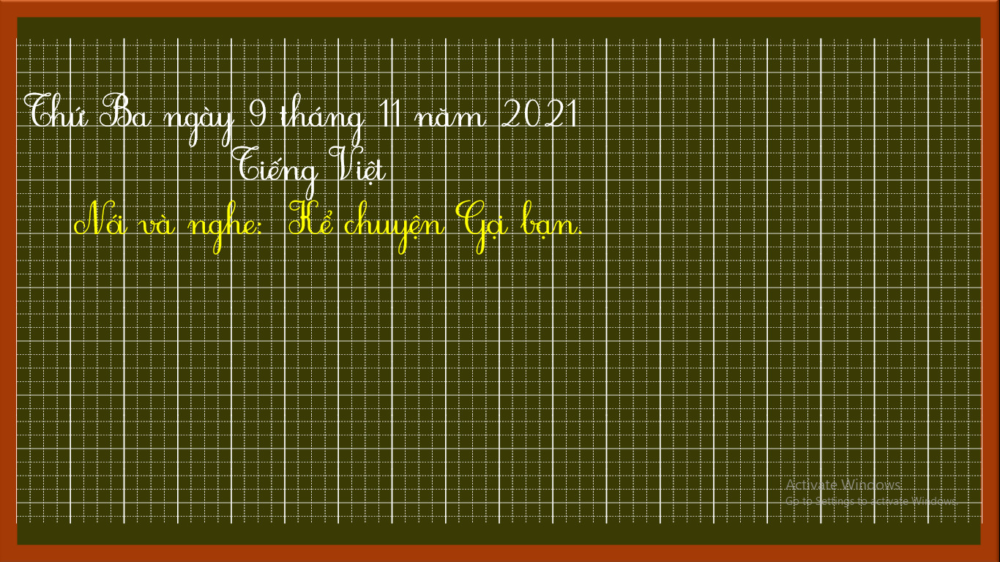 Thứ Ba ngày 9 tháng 11 năm 2021
Tiếng Việt
Nói và nghe: Kể chuyện Gọi bạn.
Activate Windows
Go to Settings to activate Windows.